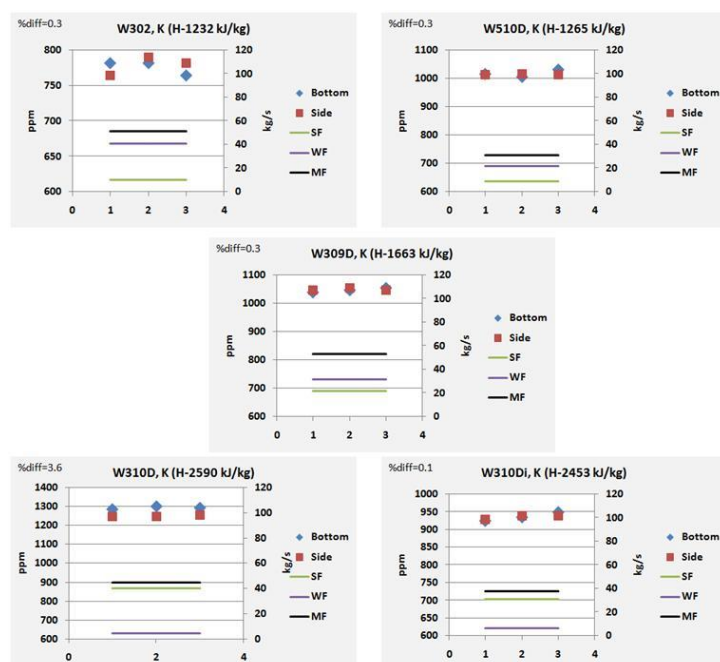 %diff=0.3
W302, K (H-1232 kJ/kg)
800
750
700
650
600
ppm
120
100
80
60
40
20
0
kg/s
0 1 2 3 4
Bottom
Side
SF
WF
MF
%diff=0.3
W510D, K (H-1265 kJ/kg)
1100
1000
900
800
700
600
ppm
120
100
80
60
40
20
0
kg/s
0 1 2 3 4
Bottom
Side
SF
WF
MF
%diff=0.3
W309D, K (H-1663 kJ/kg)
1100
1000
900
800
700
600
ppm
120
100
80
60
40
20
0
kg/s
0 1 2 3 4
Bottom
Side
SF
WF
MF
%diff=3.6
W310D, K (H-2590 kJ/kg)
1400
1300
1200
1100
1000
900
800
700
600
ppm
120
100
80
60
40
20
0
kg/s
0 2 4
Bottom
Side
SF
WF
MF
%diff=0.1
W310Di, K (H-2453 kJ/kg)
1000
950
900
850
800
750
700
650
600
ppm
120
100
80
60
40
20
0
kg/s
0 1 2 3 4
Bottom
Side
SF
WF
MF